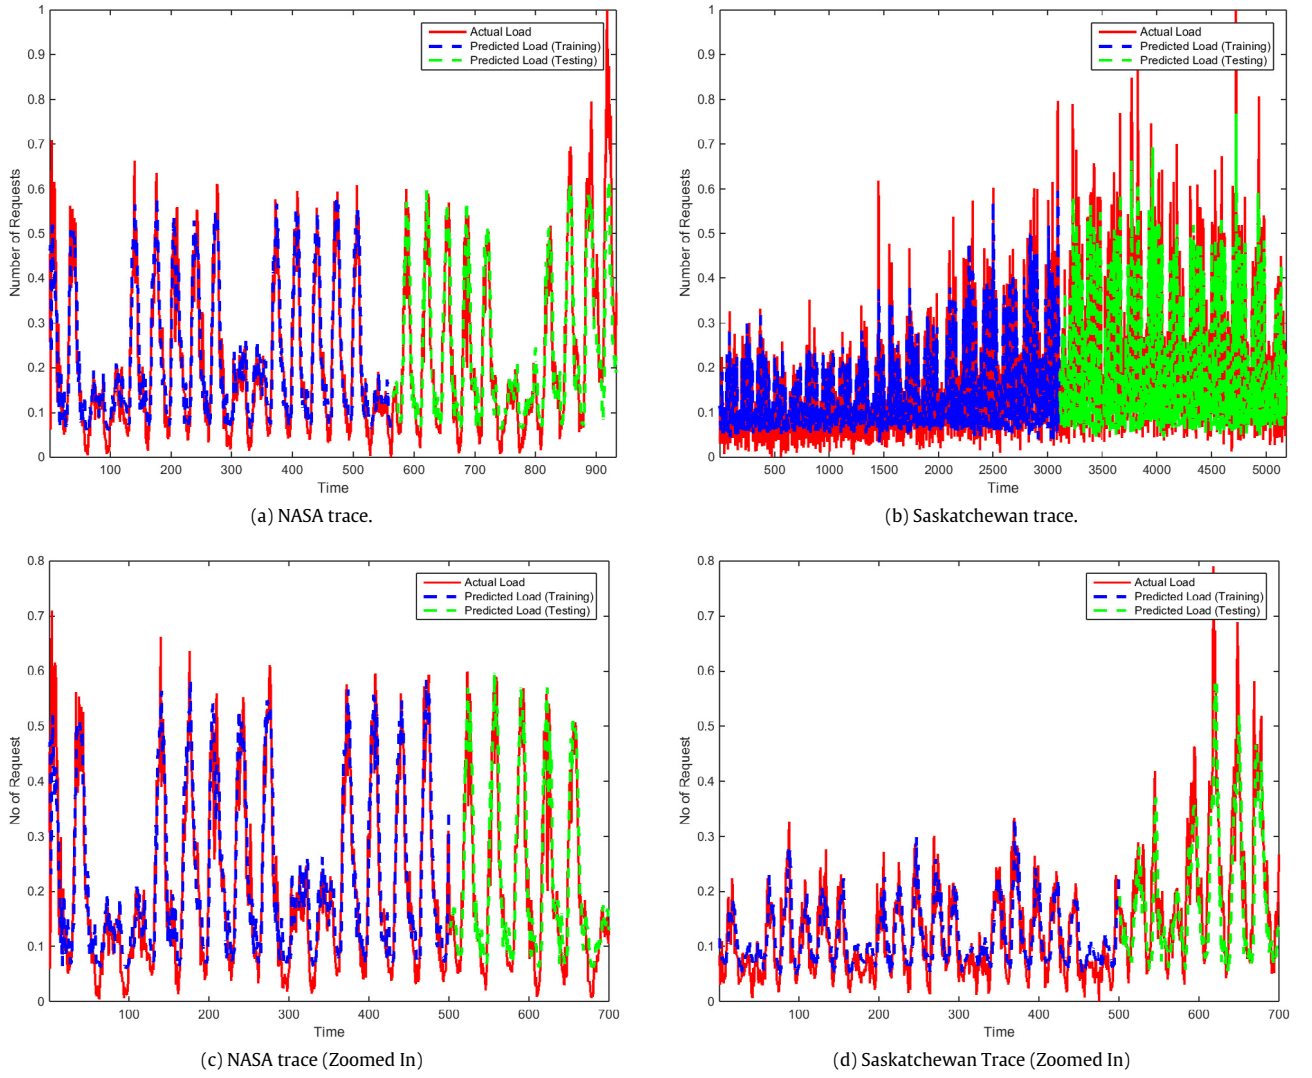 1
0.9
0.8
0.7
0.6
0.5
0.4
0.3
0.2
0.1
0
Number of Requests
Actual Load
Predicted Load (Training)
Predicted Load (Testing)
100 200 300 400 500 600 700 800 900
Time
(a) NASA trace.
1
0.9
0.8
0.7
0.6
0.5
0.4
0.3
0.2
0.1
0
Number of Requests
Actual Load
Predicted Load (Training)
Predicted Load (Testing)
500 1000 1500 2000 2500 3000 3500 4000 4500 5000
Time
(b) Saskatchewan trace.
0.8
0.7
0.6
0.5
0.4
0.3
0.2
0.1
0
No of Request
Actual Load
Predicted Load (Training)
Predicted Load (Testing)
100 200 300 400 500 600 700
Time
(c) NASA trace (Zoomed In)
0.8
0.7
0.6
0.5
0.4
0.3
0.2
0.1
0
No of Request
Actual Load
Predicted Load (Training)
Predicted Load (Testing)
100 200 300 400 500 600 700
Time
(d) Saskatchewan Trace (Zoomed In)